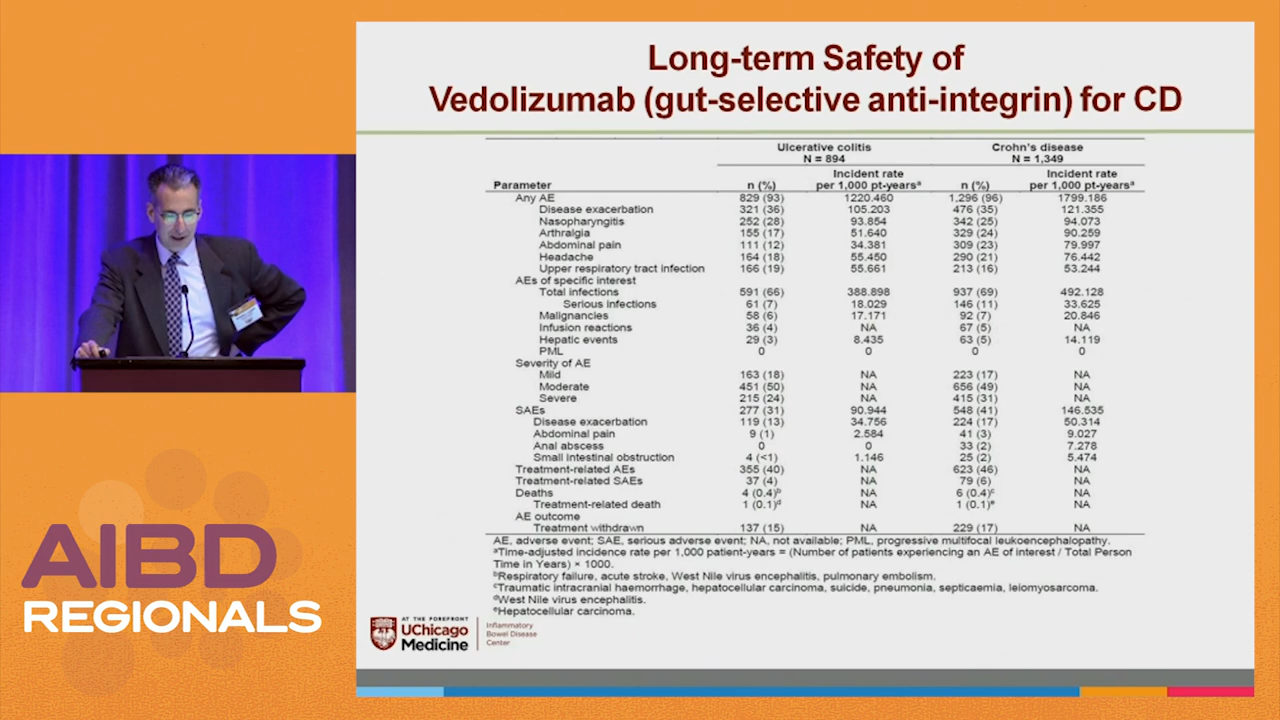 Long-term Safety of
Vedolizumab (gut-selective anti-integrin) for CD
Ulcerative colitis Crohn's disease
N = 894 N = 1,349
Incident rate Incident rate
Parameter n (%) per 1,000 pt-yearsᵃ n (%) per 1,000 pt-yearsᵃ
Any AE 829 (93) 1220.460 1,296 (96) 1799.186
Disease exacerbation 321 (36) 105.203 476 (35) 121.355
Nasopharyngitis 252 (28) 93.854 342 (25) 94.073
Arthralgia 155 (17) 51.640 329 (24) 90.259
Abdominal pain 111 (12) 34.381 309 (23) 79.997
Headache 164 (18) 55.450 290 (21) 76.442
Upper respiratory tract infection 166 (19) 55.661 213 (16) 53.244
AEs of specific interest
Total infections 591 (66) 388.898 937 (69) 492.128
Serious infections 61 (7) 18.029 146 (11) 33.625
Malignancies 58 (6) 17.171 92 (7) 20.846
Infusion reactions 36 (4) NA 67 (5) NA
Hepatic events 29 (3) 8.435 63 (5) 14.119
PML 0 0 0 0
Severity of AE
Mild 163 (18) NA 223 (17) NA
Moderate 451 (50) NA 656 (49) NA
Severe 215 (24) NA 415 (31) NA
SAEs 277 (31) 90.944 548 (41) 146.535
Disease exacerbation 119 (13) 34.756 224 (17) 50.314
Abdominal pain 9 (1) 2.584 41 (3) 9.027
Anal abscess 0 0 33 (2) 7.278
Small intestinal obstruction 4 (<1) 1.146 25 (2) 5.474
Treatment-related AEs 355 (40) NA 623 (46) NA
Treatment-related SAEs 37 (4) NA 79 (6) NA
Deaths 4 (0.4)ᵇ NA 6 (0.4)ᶜ NA
Treatment-related death 1 (0.1)ᵈ NA 1 (0.1)ᵉ NA
AE outcome
Treatment withdrawn 137 (15) NA 229 (17) NA
AE, adverse event; SAE, serious adverse event; NA, not available; PML, progressive multifocal leukoencephalopathy.
ᵃTime-adjusted incidence rate per 1,000 patient-years = (Number of patients experiencing an AE of interest / Total Person
Time in Years) × 1000.
ᵇRespiratory failure, acute stroke, West Nile virus encephalitis, pulmonary embolism.
ᶜTraumatic intracranial haemorrhage, hepatocellular carcinoma, suicide, pneumonia, septicaemia, leiomyosarcoma.
ᵈWest Nile virus encephalitis.
ᵉHepatocellular carcinoma.
AT THE FOREFRONT
UChicago
Medicine
Inflammatory
Bowel Disease
Center
AIBD
REGIONALS